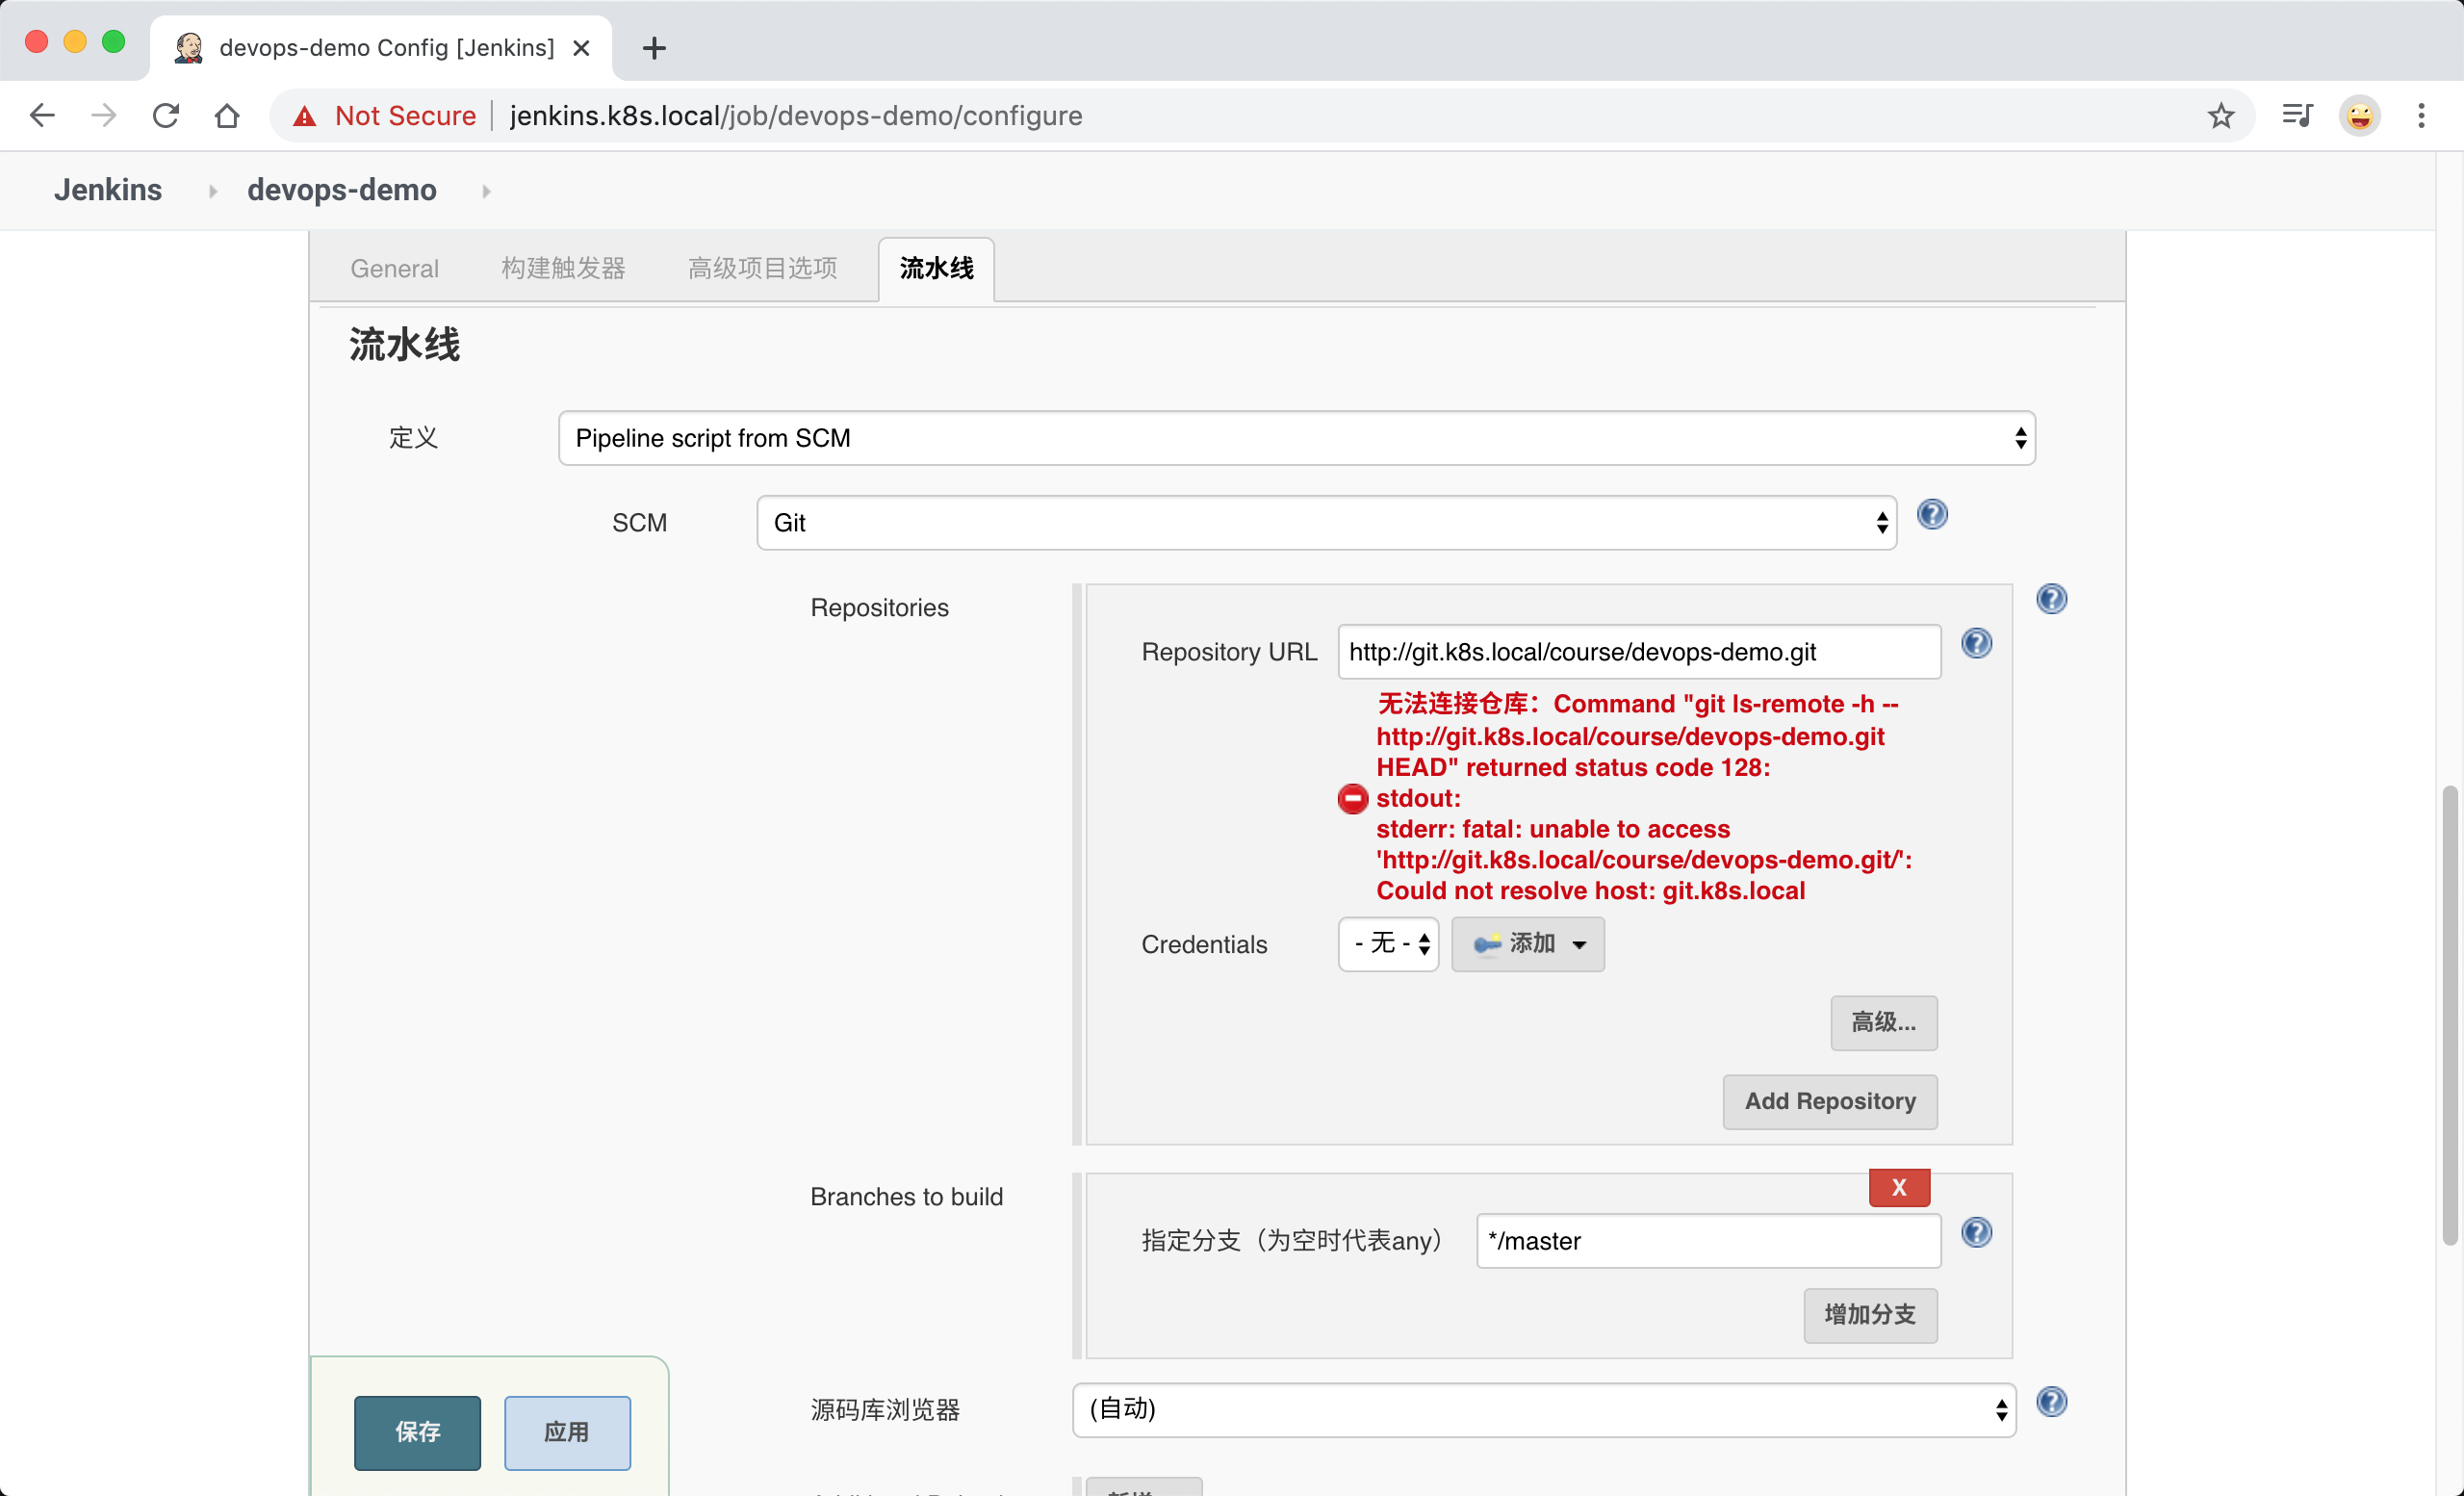 devops-demo Config [Jenkins]
Not Secure
jenkins.k8s.local/job/devops-demo/configure
Jenkins
devops-demo
General
构建触发器
高级项目选项
流水线
流水线
定义
Pipeline script from SCM
SCM
Git
Repositories
Repository URL
http://git.k8s.local/course/devops-demo.git
无法连接仓库：Command "git ls-remote -h --
http://git.k8s.local/course/devops-demo.git
HEAD" returned status code 128:
stdout:
stderr: fatal: unable to access
'http://git.k8s.local/course/devops-demo.git/':
Could not resolve host: git.k8s.local
Credentials
- 无 -
添加
高级...
Add Repository
Branches to build
X
指定分支（为空时代表any）
*/master
增加分支
源码库浏览器
(自动)
保存
应用